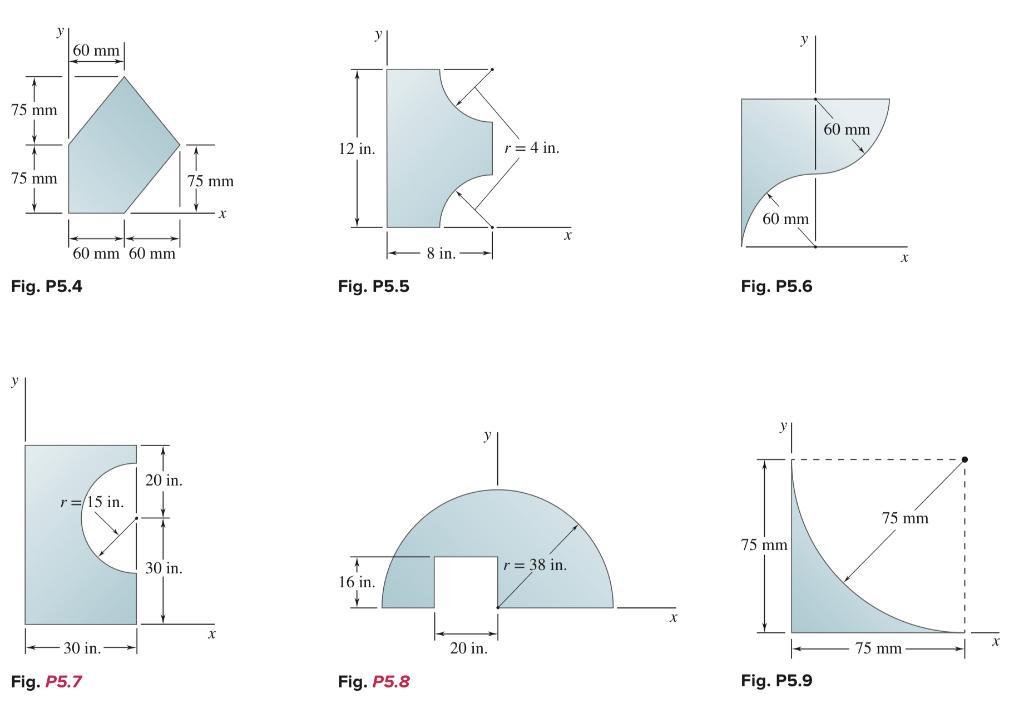 y
60 mm
75 mm
75 mm
75 mm
x
60 mm
60 mm
Fig. P5.4
y
12 in.
r = 4 in.
x
8 in.
Fig. P5.5
y
60 mm
60 mm
x
Fig. P5.6
y
20 in.
r = 15 in.
30 in.
x
30 in.
Fig. P5.7
y
16 in.
r = 38 in.
x
20 in.
Fig. P5.8
y
75 mm
75 mm
x
75 mm
Fig. P5.9